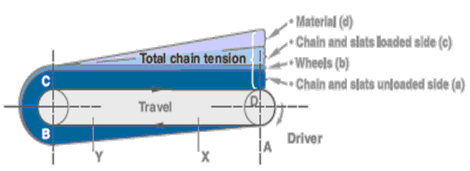 Material (d)
Chain and slats loaded side (c)
Total chain tension
Wheels (b)
C
Chain and slats unloaded side (a)
Travel
D
B
Driver
A
Y
X